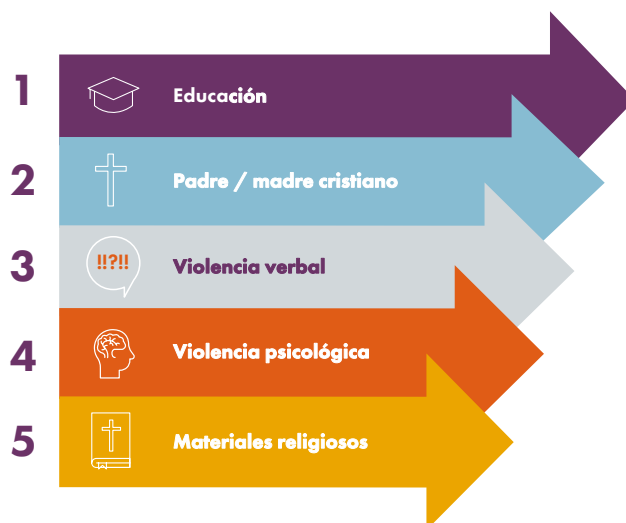 1 Educación
2 Padre / madre cristiano
3 !!?!! Violencia verbal
4 Violencia psicológica
5 Materiales religiosos